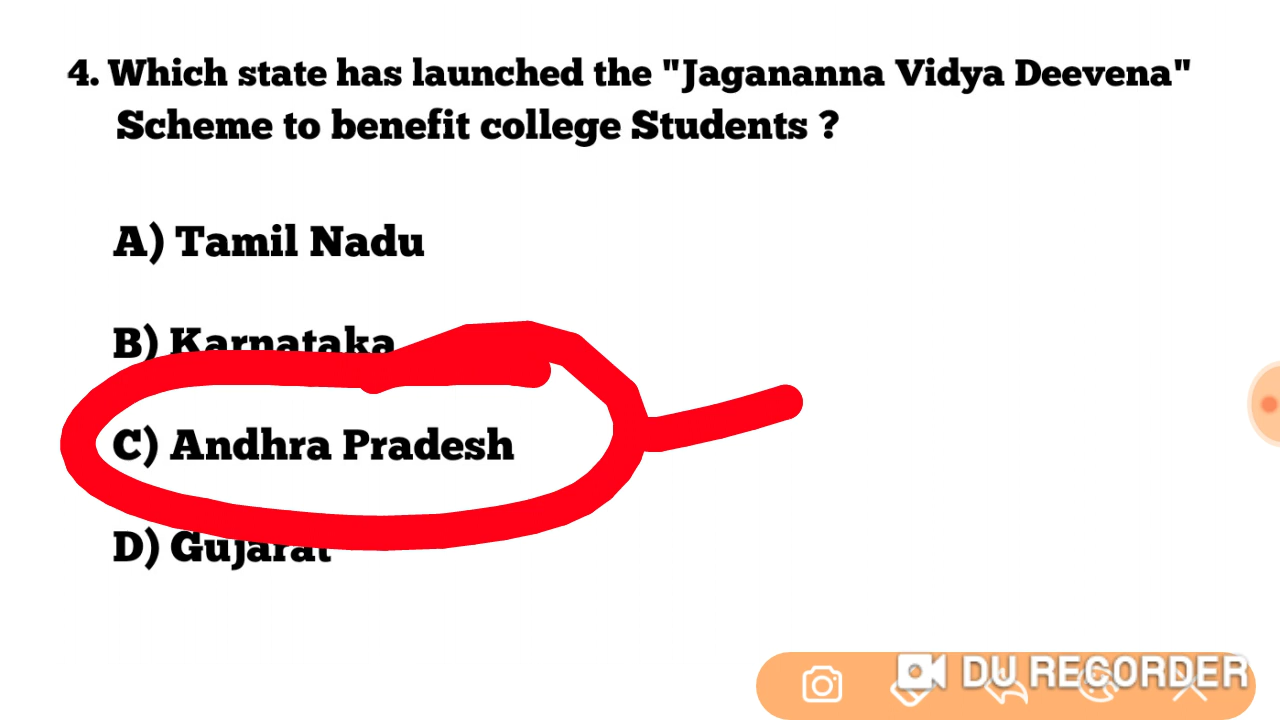 4. Which state has launched the "Jagananna Vidya Deevena"
Scheme to benefit college Students ?
A) Tamil Nadu
B) Karnataka
C) Andhra Pradesh
D) Gujarat
DU RECORDER